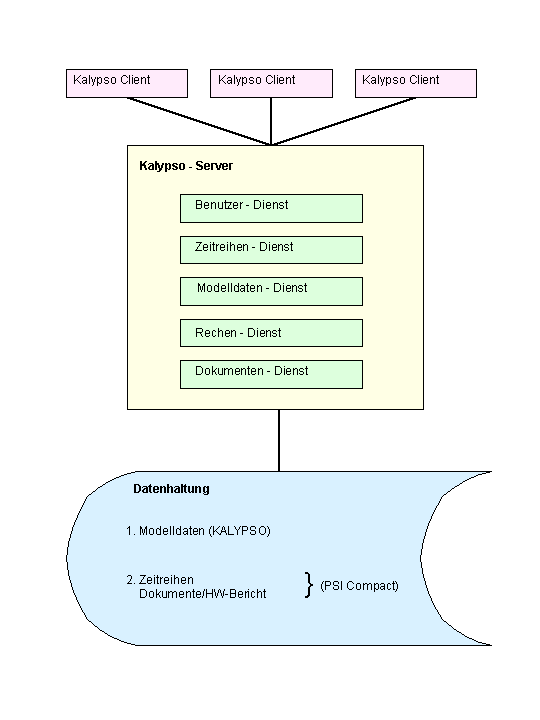 Kalypso Client
Kalypso Client
Kalypso Client
Kalypso - Server
Benutzer - Dienst
Zeitreihen - Dienst
Modelldaten - Dienst
Rechen - Dienst
Dokumenten - Dienst
Datenhaltung
1. Modelldaten (KALYPSO)
2. Zeitreihen
Dokumente/HW-Bericht
} (PSI Compact)